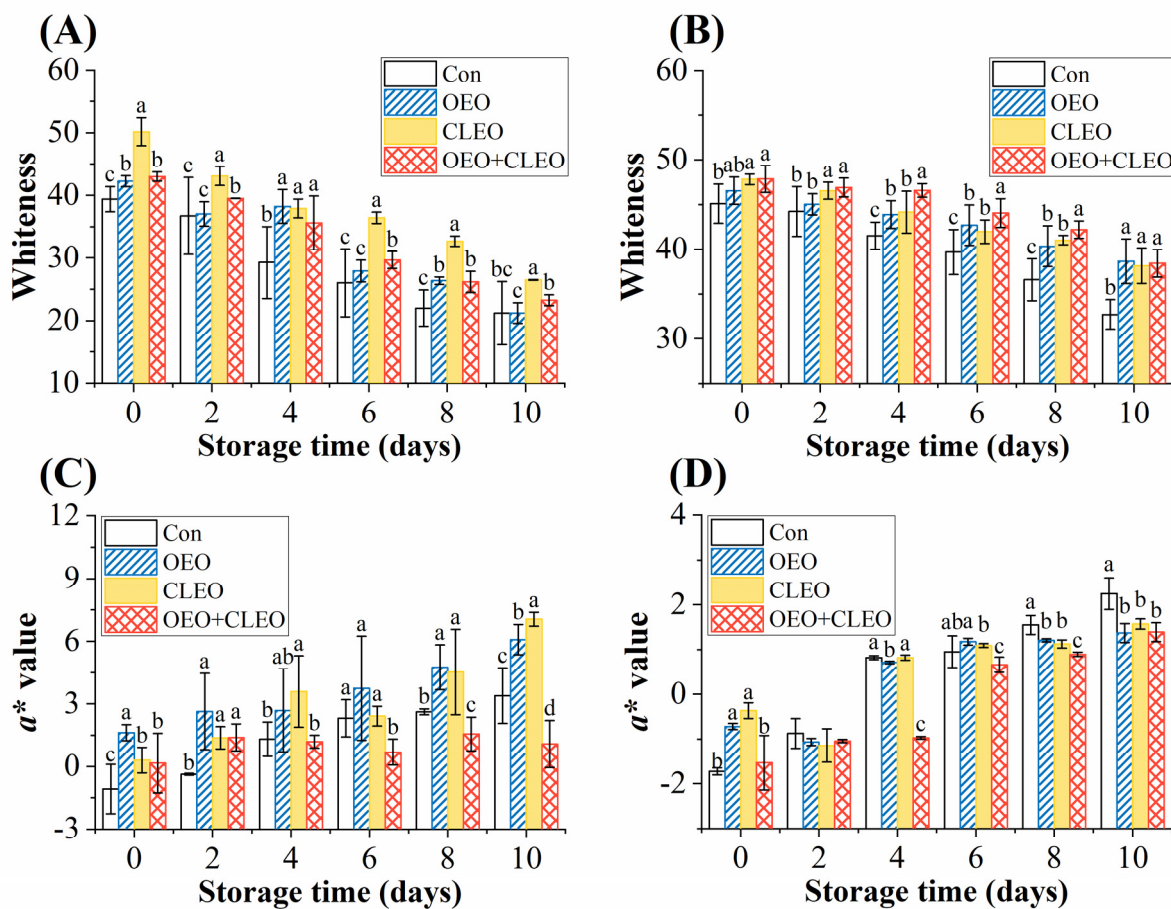 (A)
60
50
40
30
20
10
Whiteness
Con
OEO
CLEO
OEO+CLEO
c b a b
c c a b
b a a a
c c a b
c b a b
bc c a b
0 2 4 6 8 10
Storage time (days)
(B)
60
50
40
30
Whiteness
Con
OEO
CLEO
OEO+CLEO
b ab a a
b b a a
c b b a
c b b a
c b b a
b a a a
0 2 4 6 8 10
Storage time (days)
(C)
12
9
6
3
0
-3
a* value
Con
OEO
CLEO
OEO+CLEO
c a b b
b a a a
b a ab b
a a a b
b a a c
c b a d
0 2 4 6 8 10
Storage time (days)
(D)
4
2
0
-2
a* value
Con
OEO
CLEO
OEO+CLEO
b a a b
a b a c
aba b c
a b b c
a b b b
0 2 4 6 8 10
Storage time (days)